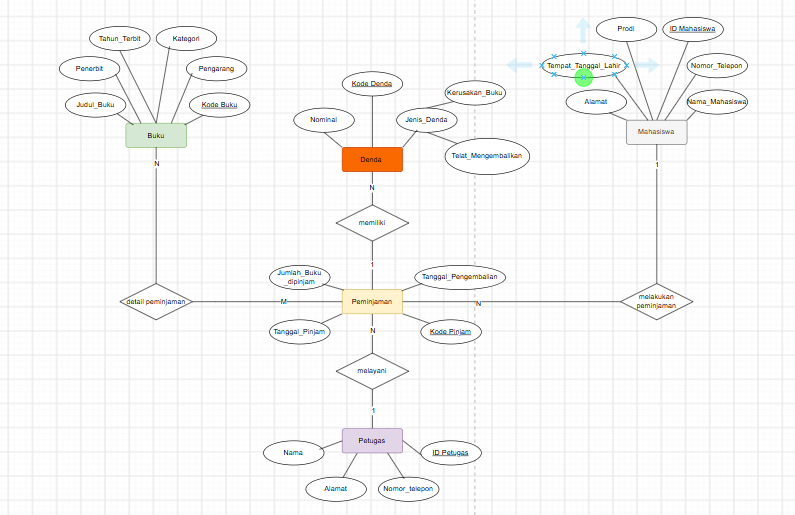 Prodi
ID Mahasiswa
Tahun_Terbit
Kategori
Tempat_Tanggal_Lahir
Nomor_Telepon
Penerbit
Pengarang
Kode Denda
Kerusakan_Buku
Judul_Buku
Kode Buku
Alamat
Nama_Mahasiswa
Nominal
Jenis_Denda
Buku
Mahasiswa
Denda
Telat_Mengembalikan
N
1
N
memiliki
1
Jumlah_Buku
_dipinjam
Tanggal_Pengembalian
detail peminjaman
M
Peminjaman
N
melakukan
peminjaman
Tanggal_Pinjam
N
Kode Pinjam
melayani
1
Petugas
Nama
ID Petugas
Alamat
Nomor_telepon